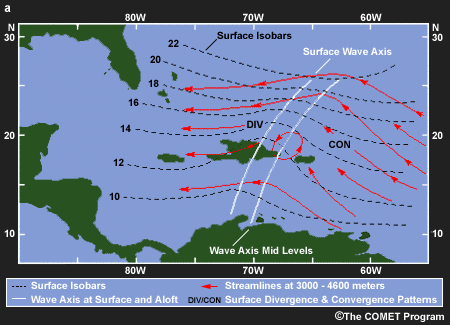 a
80W 70W 60W
N N
30 30
22 Surface Isobars
20 Surface Wave Axis
18
16
14 DIV
20 20
CON
12
10
10 10
Wave Axis Mid Levels
80W 70W 60W
Surface Isobars Streamlines at 3000 - 4600 meters
Wave Axis at Surface and Aloft DIV/CON Surface Divergence & Convergence Patterns
©The COMET Program